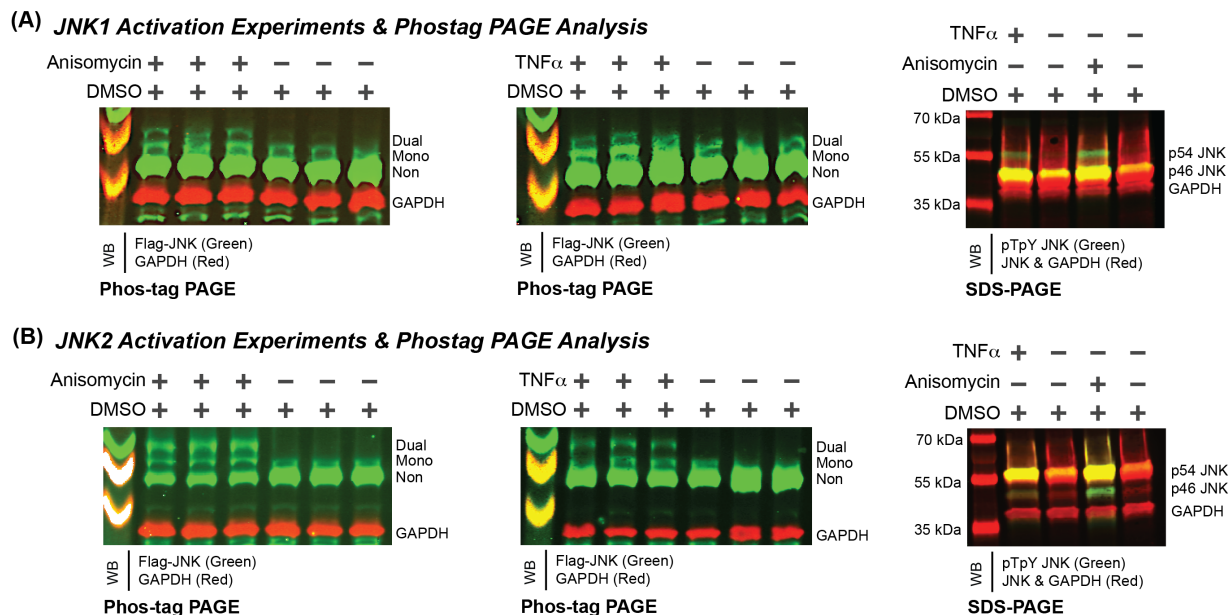 (A) JNK1 Activation Experiments & Phostag PAGE Analysis
Anisomycin + + + − − −
DMSO + + + + + +
Dual
Mono
Non
GAPDH
WB
Flag-JNK (Green)
GAPDH (Red)
Phos-tag PAGE
TNFα + + + − − −
DMSO + + + + + +
Dual
Mono
Non
GAPDH
WB
Flag-JNK (Green)
GAPDH (Red)
Phos-tag PAGE
TNFα + − − −
Anisomycin − − + −
DMSO + + + +
70 kDa
55 kDa
35 kDa
p54 JNK
p46 JNK
GAPDH
WB
pTpY JNK (Green)
JNK & GAPDH (Red)
SDS-PAGE
(B) JNK2 Activation Experiments & Phostag PAGE Analysis
Anisomycin + + + − − −
DMSO + + + + + +
Dual
Mono
Non
GAPDH
WB
Flag-JNK (Green)
GAPDH (Red)
Phos-tag PAGE
TNFα + + + − − −
DMSO + + + + + +
Dual
Mono
Non
GAPDH
WB
Flag-JNK (Green)
GAPDH (Red)
Phos-tag PAGE
TNFα + − − −
Anisomycin − − + −
DMSO + + + +
70 kDa
55 kDa
35 kDa
p54 JNK
p46 JNK
GAPDH
WB
pTpY JNK (Green)
JNK & GAPDH (Red)
SDS-PAGE